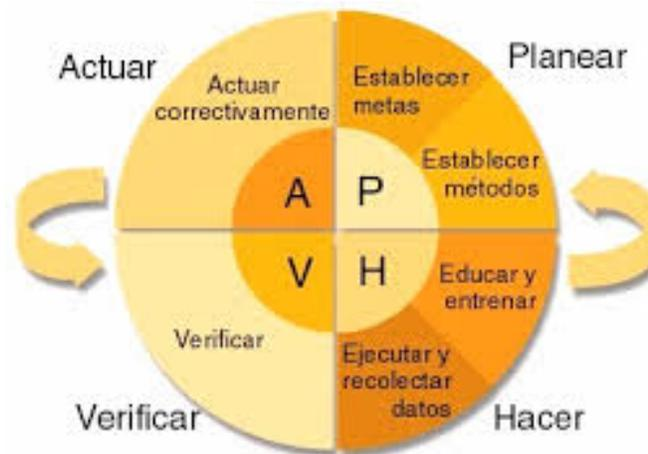 Actuar
Planear
Actuar
correctivamente
Establecer
metas
Establecer
métodos
A
P
V
H
Educar y
entrenar
Verificar
Ejecutar y
recolectar
datos
Verificar
Hacer